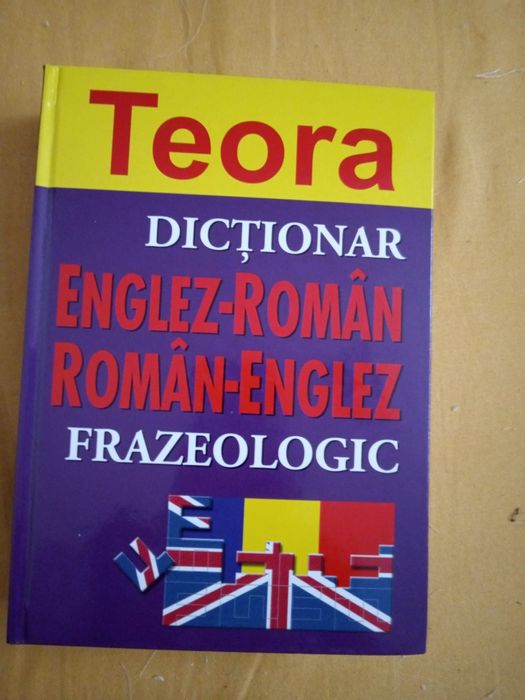 Teora
DICȚIONAR
ENGLEZ-ROMÂN
ROMÂN-ENGLEZ
FRAZEOLOGIC